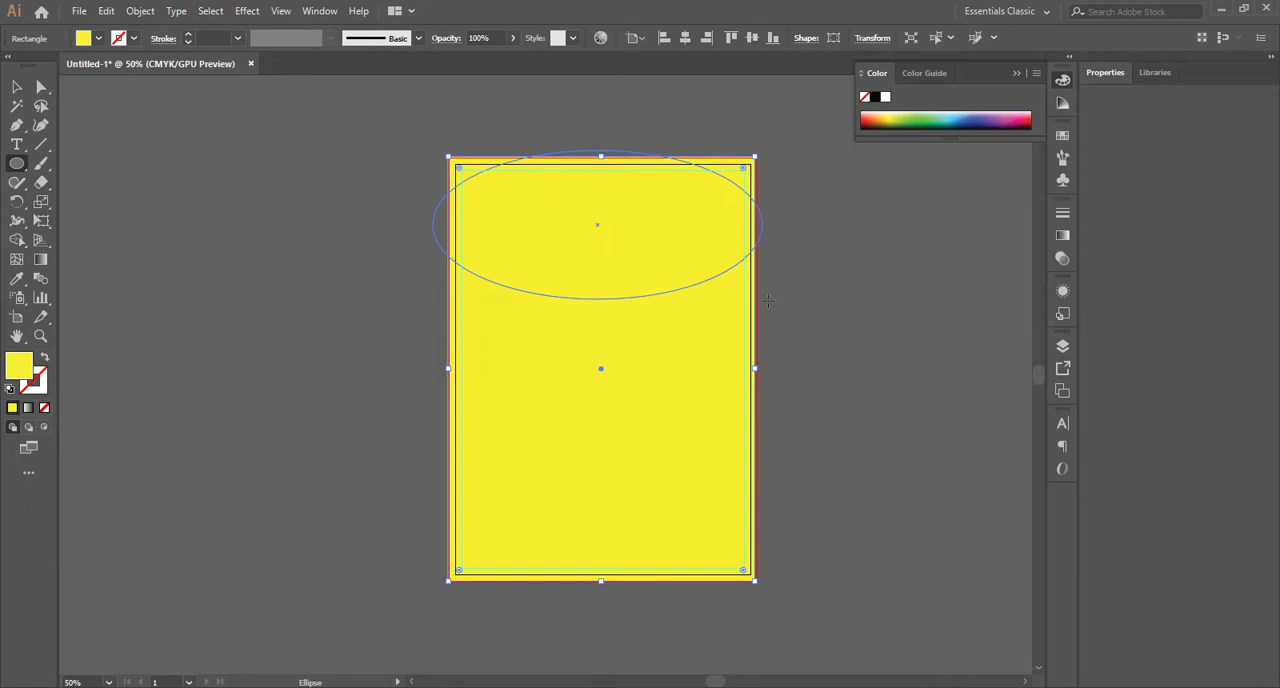 Ai File Edit Object Type Select Effect View Window Help Essentials Classic Search Adobe Stock
Rectangle Stroke: Basic Opacity: 100% Style: Shape: Transform
Untitled-1* @ 50% (CMYK/GPU Preview)
Color Color Guide
Properties Libraries
50% 1 Ellipse